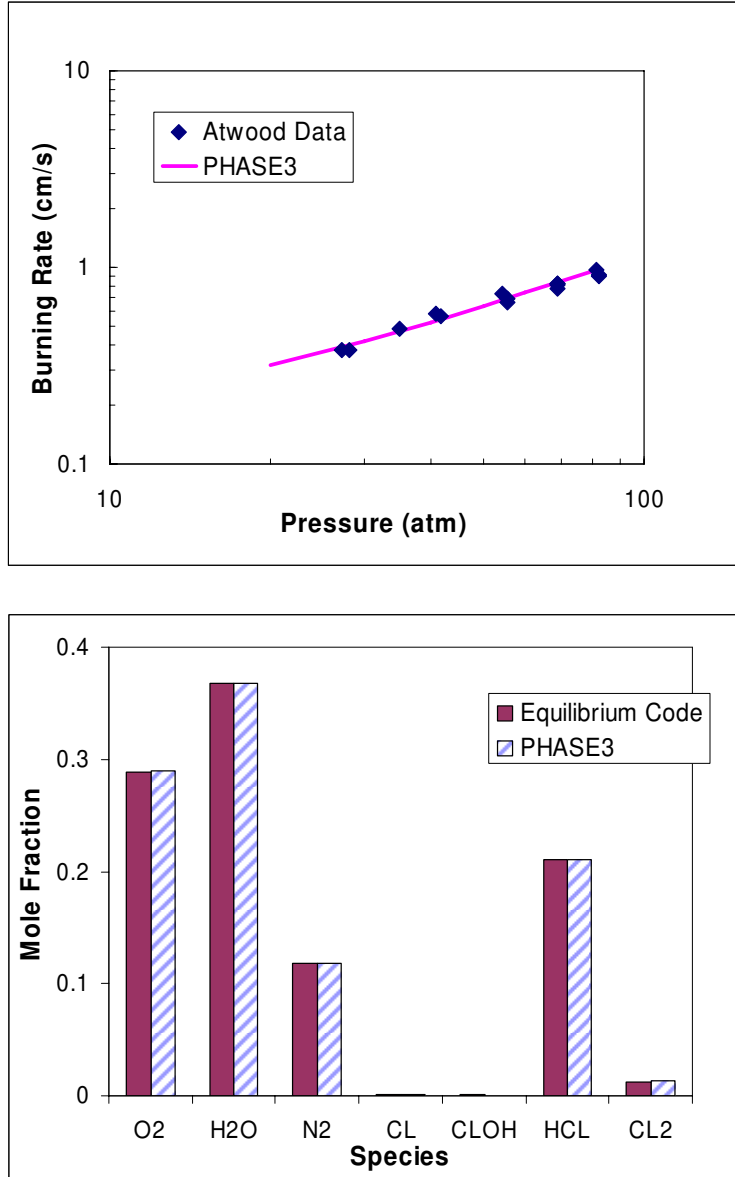 10
Atwood Data
PHASE3
1
0.1
10
100
Burning Rate (cm/s)
Pressure (atm)
0.4
Equilibrium Code
PHASE3
0.3
0.2
0.1
0
Mole Fraction
O2 H2O N2 CL CLOH HCL CL2
Species